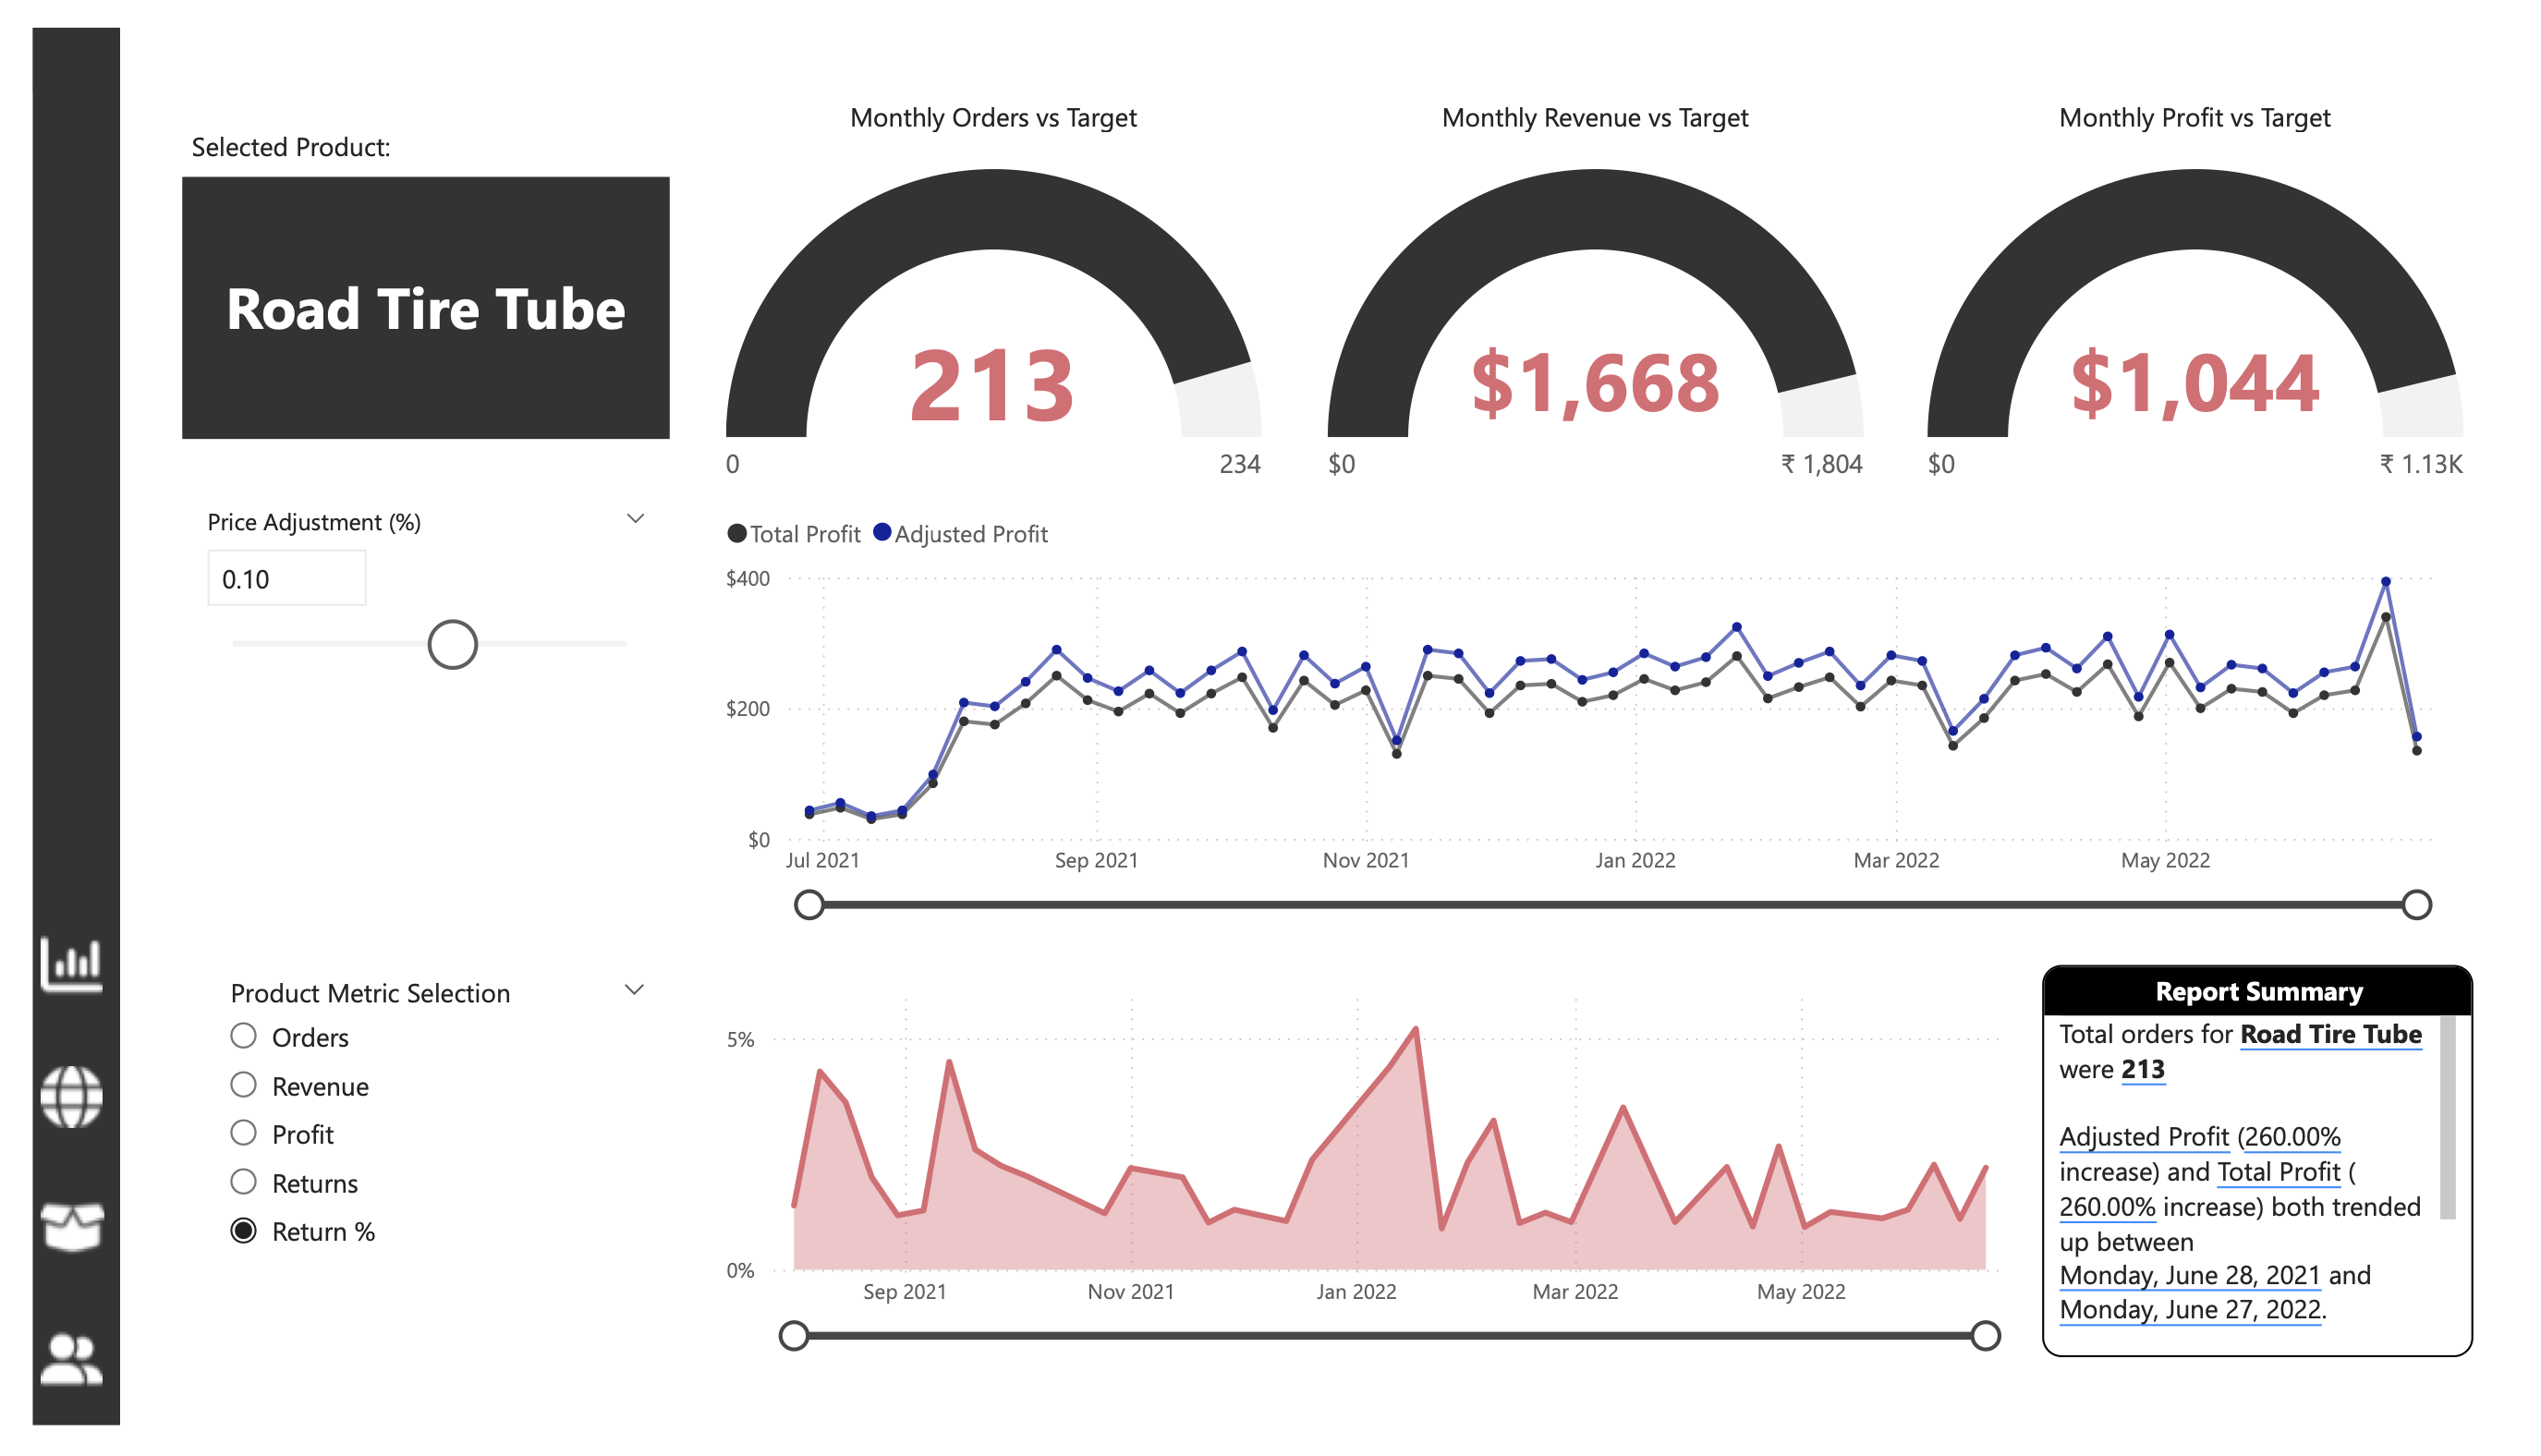 Selected Product:
Road Tire Tube
Monthly Orders vs Target
213
0
234
Monthly Revenue vs Target
$1,668
$0
₹ 1,804
Monthly Profit vs Target
$1,044
$0
₹ 1.13K
Price Adjustment (%)
0.10
Total Profit
Adjusted Profit
$400
$200
$0
Jul 2021
Sep 2021
Nov 2021
Jan 2022
Mar 2022
May 2022
Product Metric Selection
Orders
Revenue
Profit
Returns
Return %
5%
0%
Sep 2021
Nov 2021
Jan 2022
Mar 2022
May 2022
Report Summary
Total orders for Road Tire Tube
were 213
Adjusted Profit (260.00%
increase) and Total Profit (
260.00% increase) both trended
up between
Monday, June 28, 2021 and
Monday, June 27, 2022.